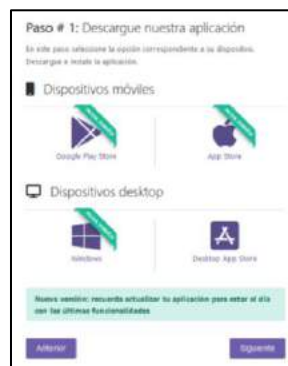 Paso # 1: Descargue nuestra aplicación
En este paso seleccione la opción correspondiente a su dispositivo.
Descargue e instale la aplicación.
Dispositivos móviles
Google Play Store
App Store
Dispositivos desktop
Windows
Desktop App Store
Nueva versión: recuerda actualizar tu aplicación para estar al día
con las últimas funcionalidades
Anterior
Siguiente